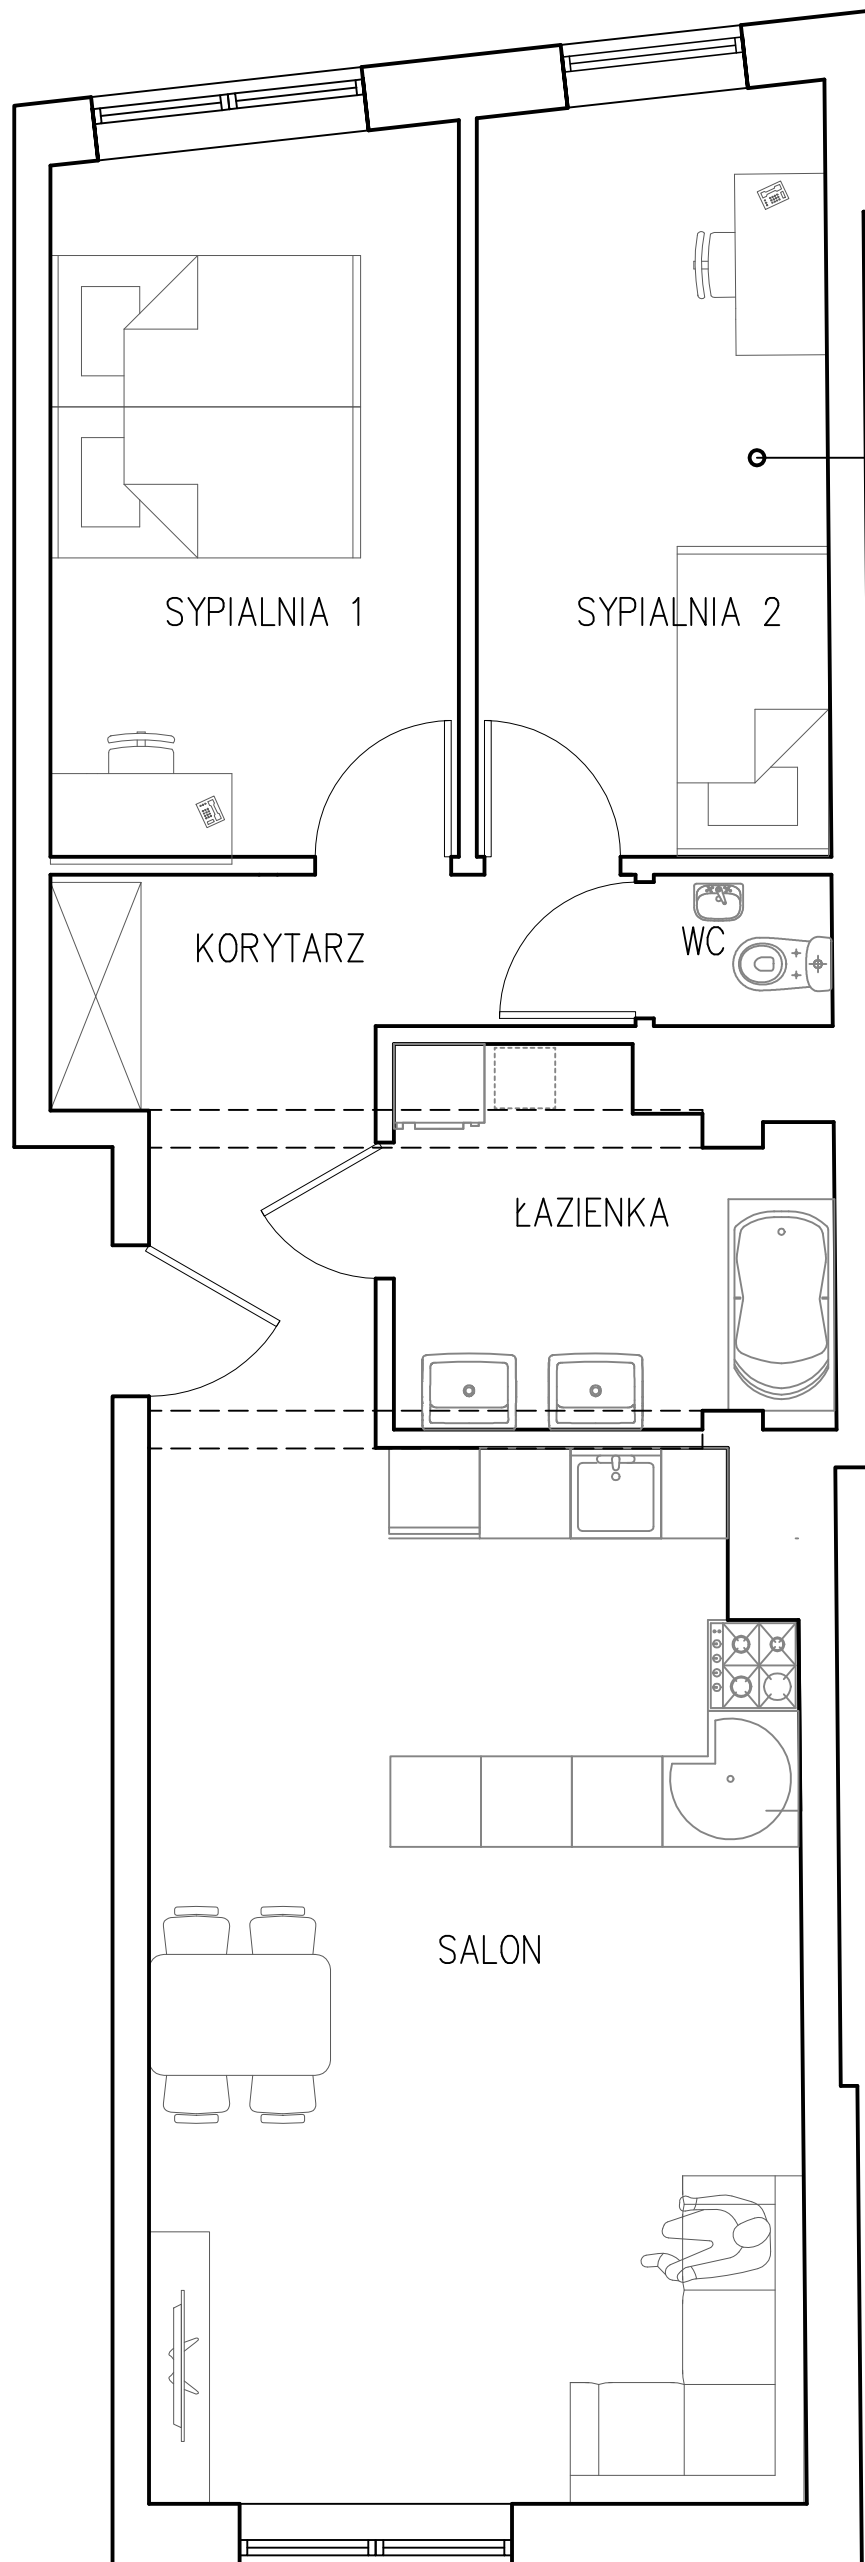 SYPIALNIA 1
SYPIALNIA 2
KORYTARZ
WC
ŁAZIENKA
SALON